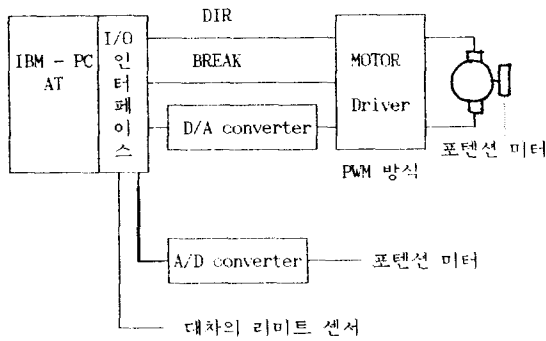 DIR
IBM - PC
AT
I/O
인
터
페
이
스
BREAK
D/A converter
MOTOR
Driver
PWM 방식
포텐션 미터
A/D converter
포텐션 미터
대차의 리미트 센서